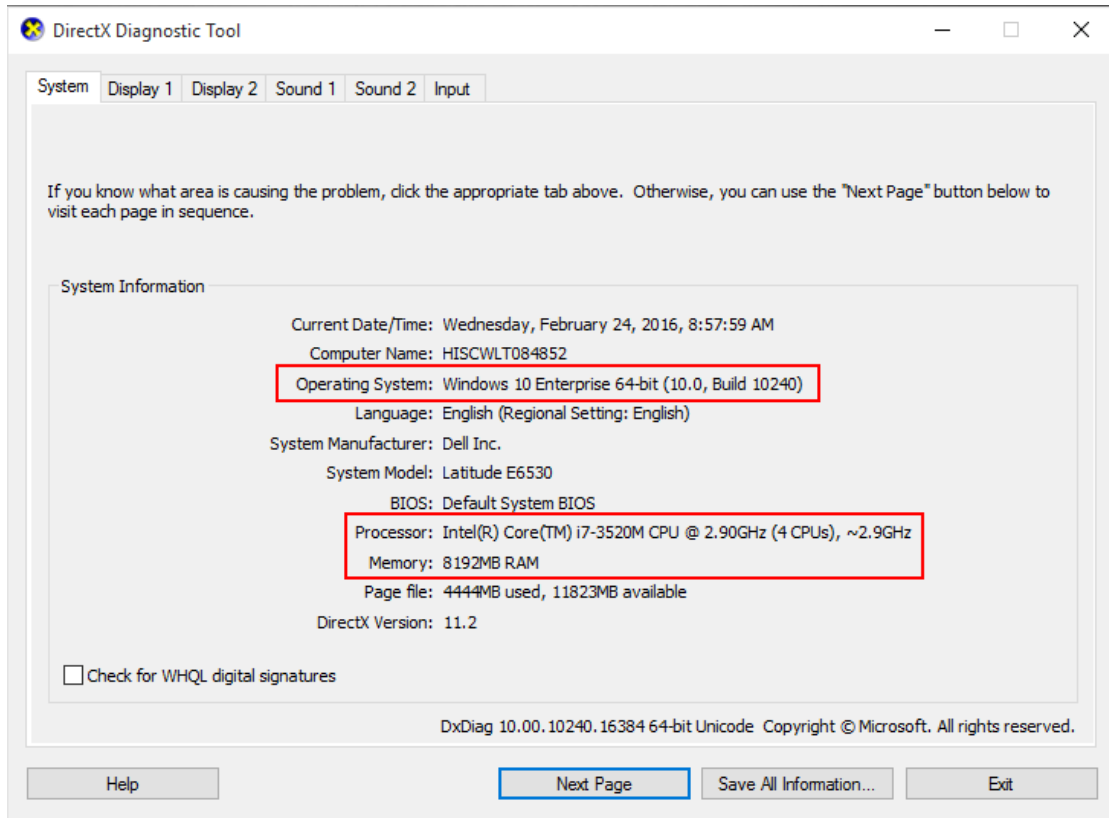 DirectX Diagnostic Tool
System Display 1 Display 2 Sound 1 Sound 2 Input
If you know what area is causing the problem, click the appropriate tab above. Otherwise, you can use the "Next Page" button below to
visit each page in sequence.
System Information
Current Date/Time: Wednesday, February 24, 2016, 8:57:59 AM
Computer Name: HISCWLT084852
Operating System: Windows 10 Enterprise 64-bit (10.0, Build 10240)
Language: English (Regional Setting: English)
System Manufacturer: Dell Inc.
System Model: Latitude E6530
BIOS: Default System BIOS
Processor: Intel(R) Core(TM) i7-3520M CPU @ 2.90GHz (4 CPUs), ~2.9GHz
Memory: 8192MB RAM
Page file: 4444MB used, 11823MB available
DirectX Version: 11.2
Check for WHQL digital signatures
DxDiag 10.00.10240.16384 64-bit Unicode Copyright © Microsoft. All rights reserved.
Help Next Page Save All Information... Exit